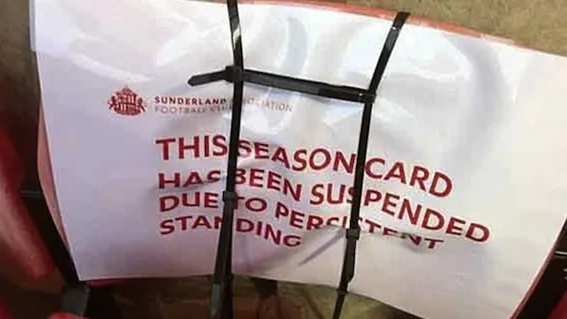 SUNDERLAND ASSOCIATION
FOOTBALL CLUB
THIS SEASON CARD
HAS BEEN SUSPENDED
DUE TO PERSISTENT
STANDING